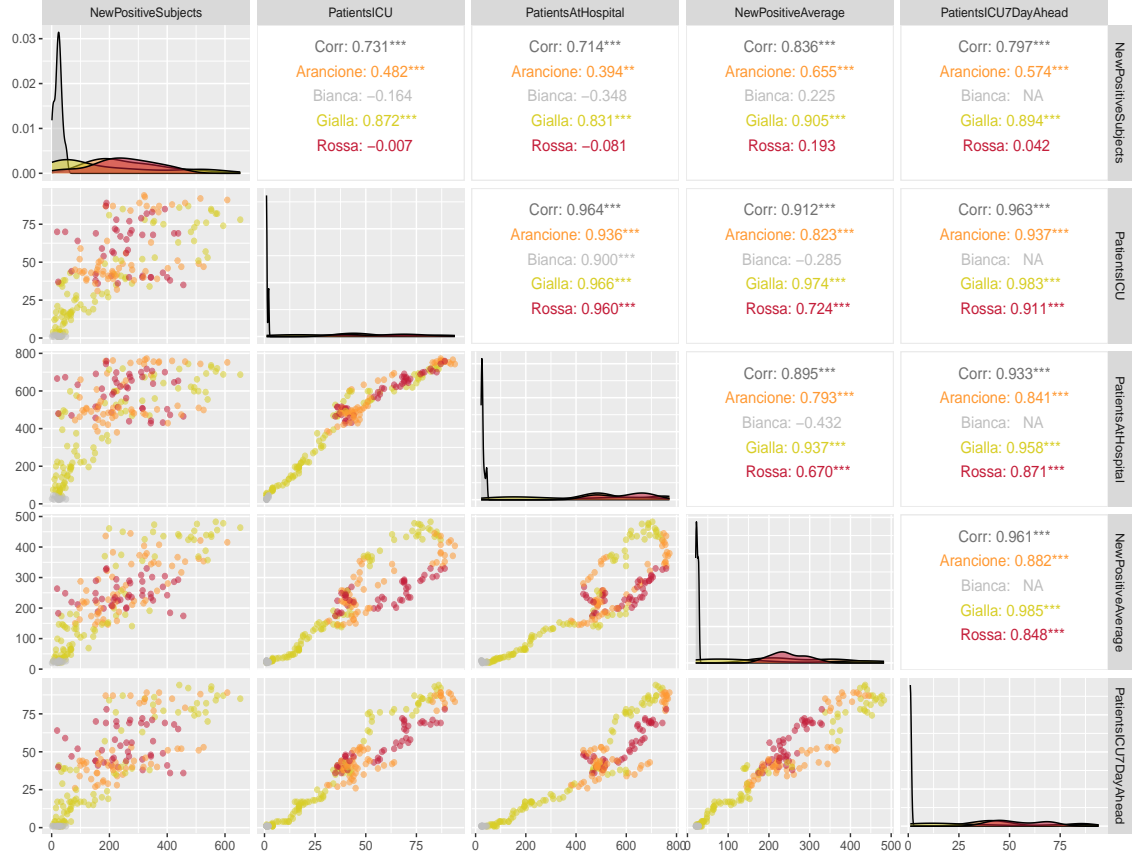 NewPositiveSubjects PatientsICU PatientsAtHospital NewPositiveAverage PatientsICU7DayAhead
0.03
0.02
0.01
0.00
Corr: 0.731*** Corr: 0.714*** Corr: 0.836*** Corr: 0.797***
Arancione: 0.482*** Arancione: 0.394** Arancione: 0.655*** Arancione: 0.574***
Bianca: −0.164 Bianca: −0.348 Bianca: 0.225 Bianca: NA
Gialla: 0.872*** Gialla: 0.831*** Gialla: 0.905*** Gialla: 0.894***
Rossa: −0.007 Rossa: −0.081 Rossa: 0.193 Rossa: 0.042
NewPositiveSubjects
75
50
25
0
Corr: 0.964*** Corr: 0.912*** Corr: 0.963***
Arancione: 0.936*** Arancione: 0.823*** Arancione: 0.937***
Bianca: 0.900*** Bianca: −0.285 Bianca: NA
Gialla: 0.966*** Gialla: 0.974*** Gialla: 0.983***
Rossa: 0.960*** Rossa: 0.724*** Rossa: 0.911***
PatientsICU
800
600
400
200
0
Corr: 0.895*** Corr: 0.933***
Arancione: 0.793*** Arancione: 0.841***
Bianca: −0.432 Bianca: NA
Gialla: 0.937*** Gialla: 0.958***
Rossa: 0.670*** Rossa: 0.871***
PatientsAtHospital
500
400
300
200
100
0
Corr: 0.961***
Arancione: 0.882***
Bianca: NA
Gialla: 0.985***
Rossa: 0.848***
NewPositiveAverage
75
50
25
0
PatientsICU7DayAhead
0 200 400 600 0 25 50 75 0 200 400 600 800 0 100 200 300 400 500 0 25 50 75